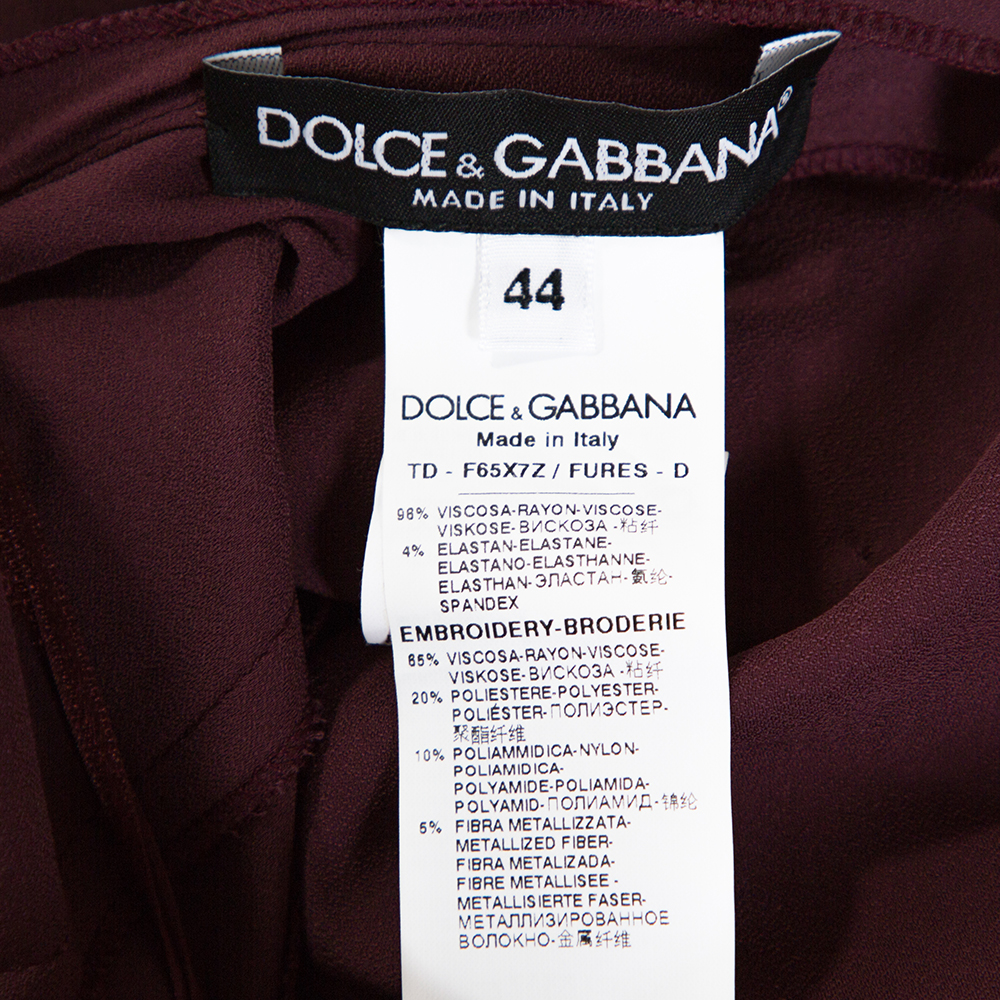 DOLCE & GABBANA®
MADE IN ITALY
44
DOLCE & GABBANA
Made in Italy
TD - F65X7Z / FURES - D
96% VISCOSA-RAYON-VISCOSE-
VISKOSE-ВИСКОЗА -粘纤
4% ELASTAN-ELASTANE-
ELASTANO-ELASTHANNE-
ELASTHAN-ЭЛАСТАН-氨纶-
SPANDEX
EMBROIDERY-BRODERIE
65% VISCOSA-RAYON-VISCOSE-
VISKOSE-ВИСКОЗА -粘纤
20% POLIESTERE-POLYESTER-
POLIÉSTER-ПОЛИЭСТЕР-
聚酯纤维
10% POLIAMMIDICA-NYLON-
POLIAMIDICA-
POLYAMIDE-POLIAMIDA-
POLYAMID-ПОЛИАМИД-锦纶
5% FIBRA METALLIZZATA-
METALLIZED FIBER-
FIBRA METALIZADA-
FIBRE METALLISEE -
METALLISIERTE FASER-
МЕТАЛЛИЗИРОВАННОЕ
ВОЛОКНО-金属纤维